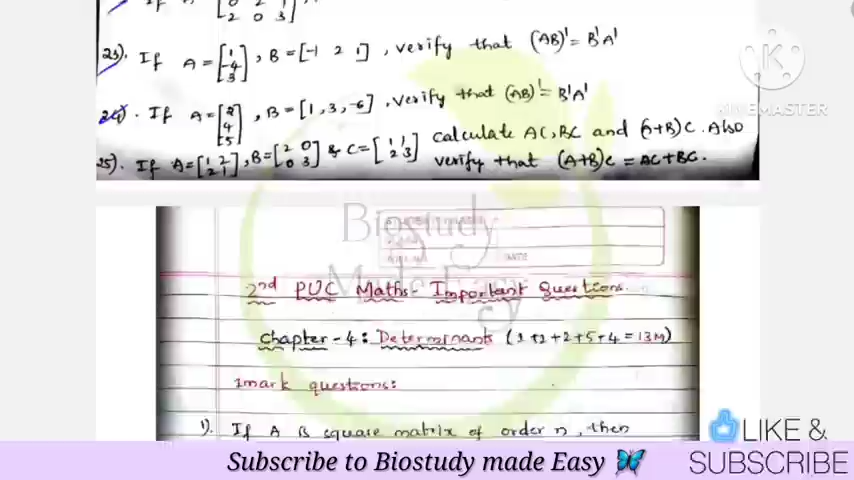 2 0 3
23). If A = [1 -4 3], B = [-1 2 1], verify that (AB)' = B'A'
24). If A = [2 4 5], B = [1, 3, -6], verify that (AB)' = B'A'
25). If A = [1 2 2 1], B = [2 0 0 3] & C = [1 1 2 3] calculate AC, BC and (A+B)C. Also
verify that (A+B)C = AC+BC.
KINEMASTER
Biostudy
Made Easy
DATE
2nd PUC Maths - Important Questions.
Chapter - 4: Determinants (1+2+2+5+4 = 13M)
1mark questions:
1). If A is square matrix of order n, then
LIKE &
SUBSCRIBE
Subscribe to Biostudy made Easy